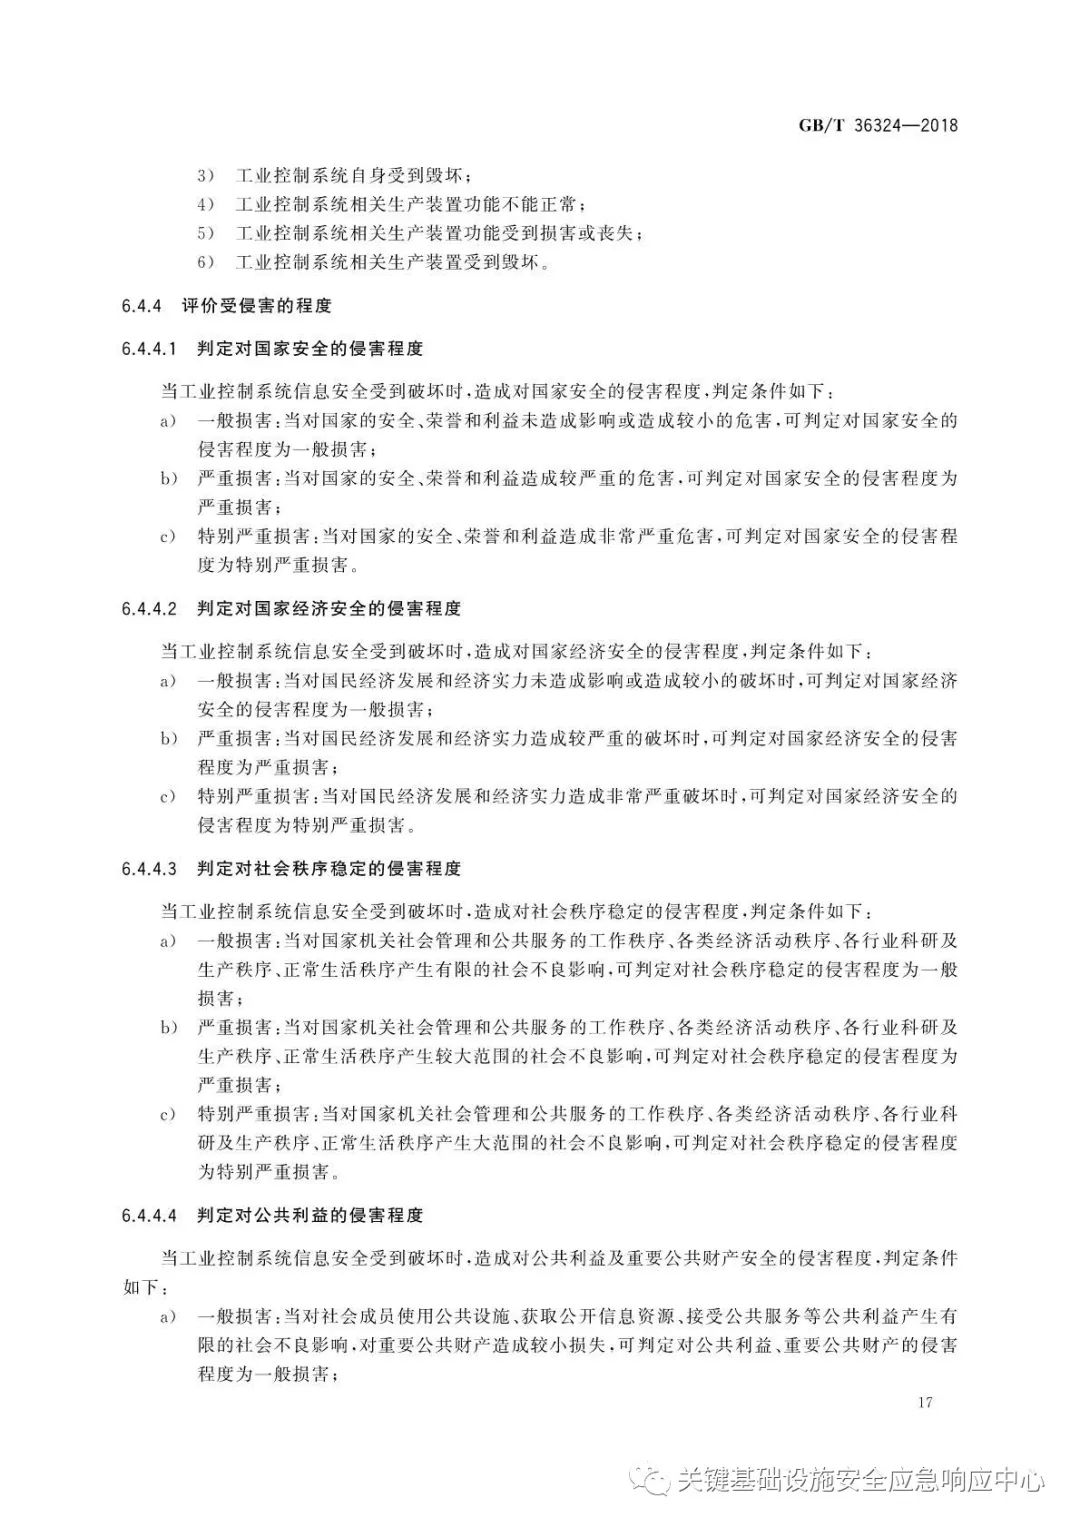 GB/T 36324—2018
3) 工业控制系统自身受到毁坏;
4) 工业控制系统相关生产装置功能不能正常;
5) 工业控制系统相关生产装置功能受到损害或丧失;
6) 工业控制系统相关生产装置受到毁坏。
6.4.4 评价受侵害的程度
6.4.4.1 判定对国家安全的侵害程度
当工业控制系统信息安全受到破坏时,造成对国家安全的侵害程度,判定条件如下:
a) 一般损害:当对国家的安全、荣誉和利益未造成影响或造成较小的危害,可判定对国家安全的
侵害程度为一般损害;
b) 严重损害:当对国家的安全、荣誉和利益造成较严重的危害,可判定对国家安全的侵害程度为
严重损害;
c) 特别严重损害:当对国家的安全、荣誉和利益造成非常严重危害,可判定对国家安全的侵害程
度为特别严重损害。
6.4.4.2 判定对国家经济安全的侵害程度
当工业控制系统信息安全受到破坏时,造成对国家经济安全的侵害程度,判定条件如下:
a) 一般损害:当对国民经济发展和经济实力未造成影响或造成较小的破坏时,可判定对国家经济
安全的侵害程度为一般损害;
b) 严重损害:当对国民经济发展和经济实力造成较严重的破坏时,可判定对国家经济安全的侵害
程度为严重损害;
c) 特别严重损害:当对国民经济发展和经济实力造成非常严重破坏时,可判定对国家经济安全的
侵害程度为特别严重损害。
6.4.4.3 判定对社会秩序稳定的侵害程度
当工业控制系统信息安全受到破坏时,造成对社会秩序稳定的侵害程度,判定条件如下:
a) 一般损害:当对国家机关社会管理和公共服务的工作秩序、各类经济活动秩序、各行业科研及
生产秩序、正常生活秩序产生有限的社会不良影响,可判定对社会秩序稳定的侵害程度为一般
损害;
b) 严重损害:当对国家机关社会管理和公共服务的工作秩序、各类经济活动秩序、各行业科研及
生产秩序、正常生活秩序产生较大范围的社会不良影响,可判定对社会秩序稳定的侵害程度为
严重损害;
c) 特别严重损害:当对国家机关社会管理和公共服务的工作秩序、各类经济活动秩序、各行业科
研及生产秩序、正常生活秩序产生大范围的社会不良影响,可判定对社会秩序稳定的侵害程度
为特别严重损害。
6.4.4.4 判定对公共利益的侵害程度
当工业控制系统信息安全受到破坏时,造成对公共利益及重要公共财产安全的侵害程度,判定条件
如下:
a) 一般损害:当对社会成员使用公共设施、获取公开信息资源、接受公共服务等公共利益产生有
限的社会不良影响,对重要公共财产造成较小损失,可判定对公共利益、重要公共财产的侵害
程度为一般损害;
17
关键基础设施安全应急响应中心